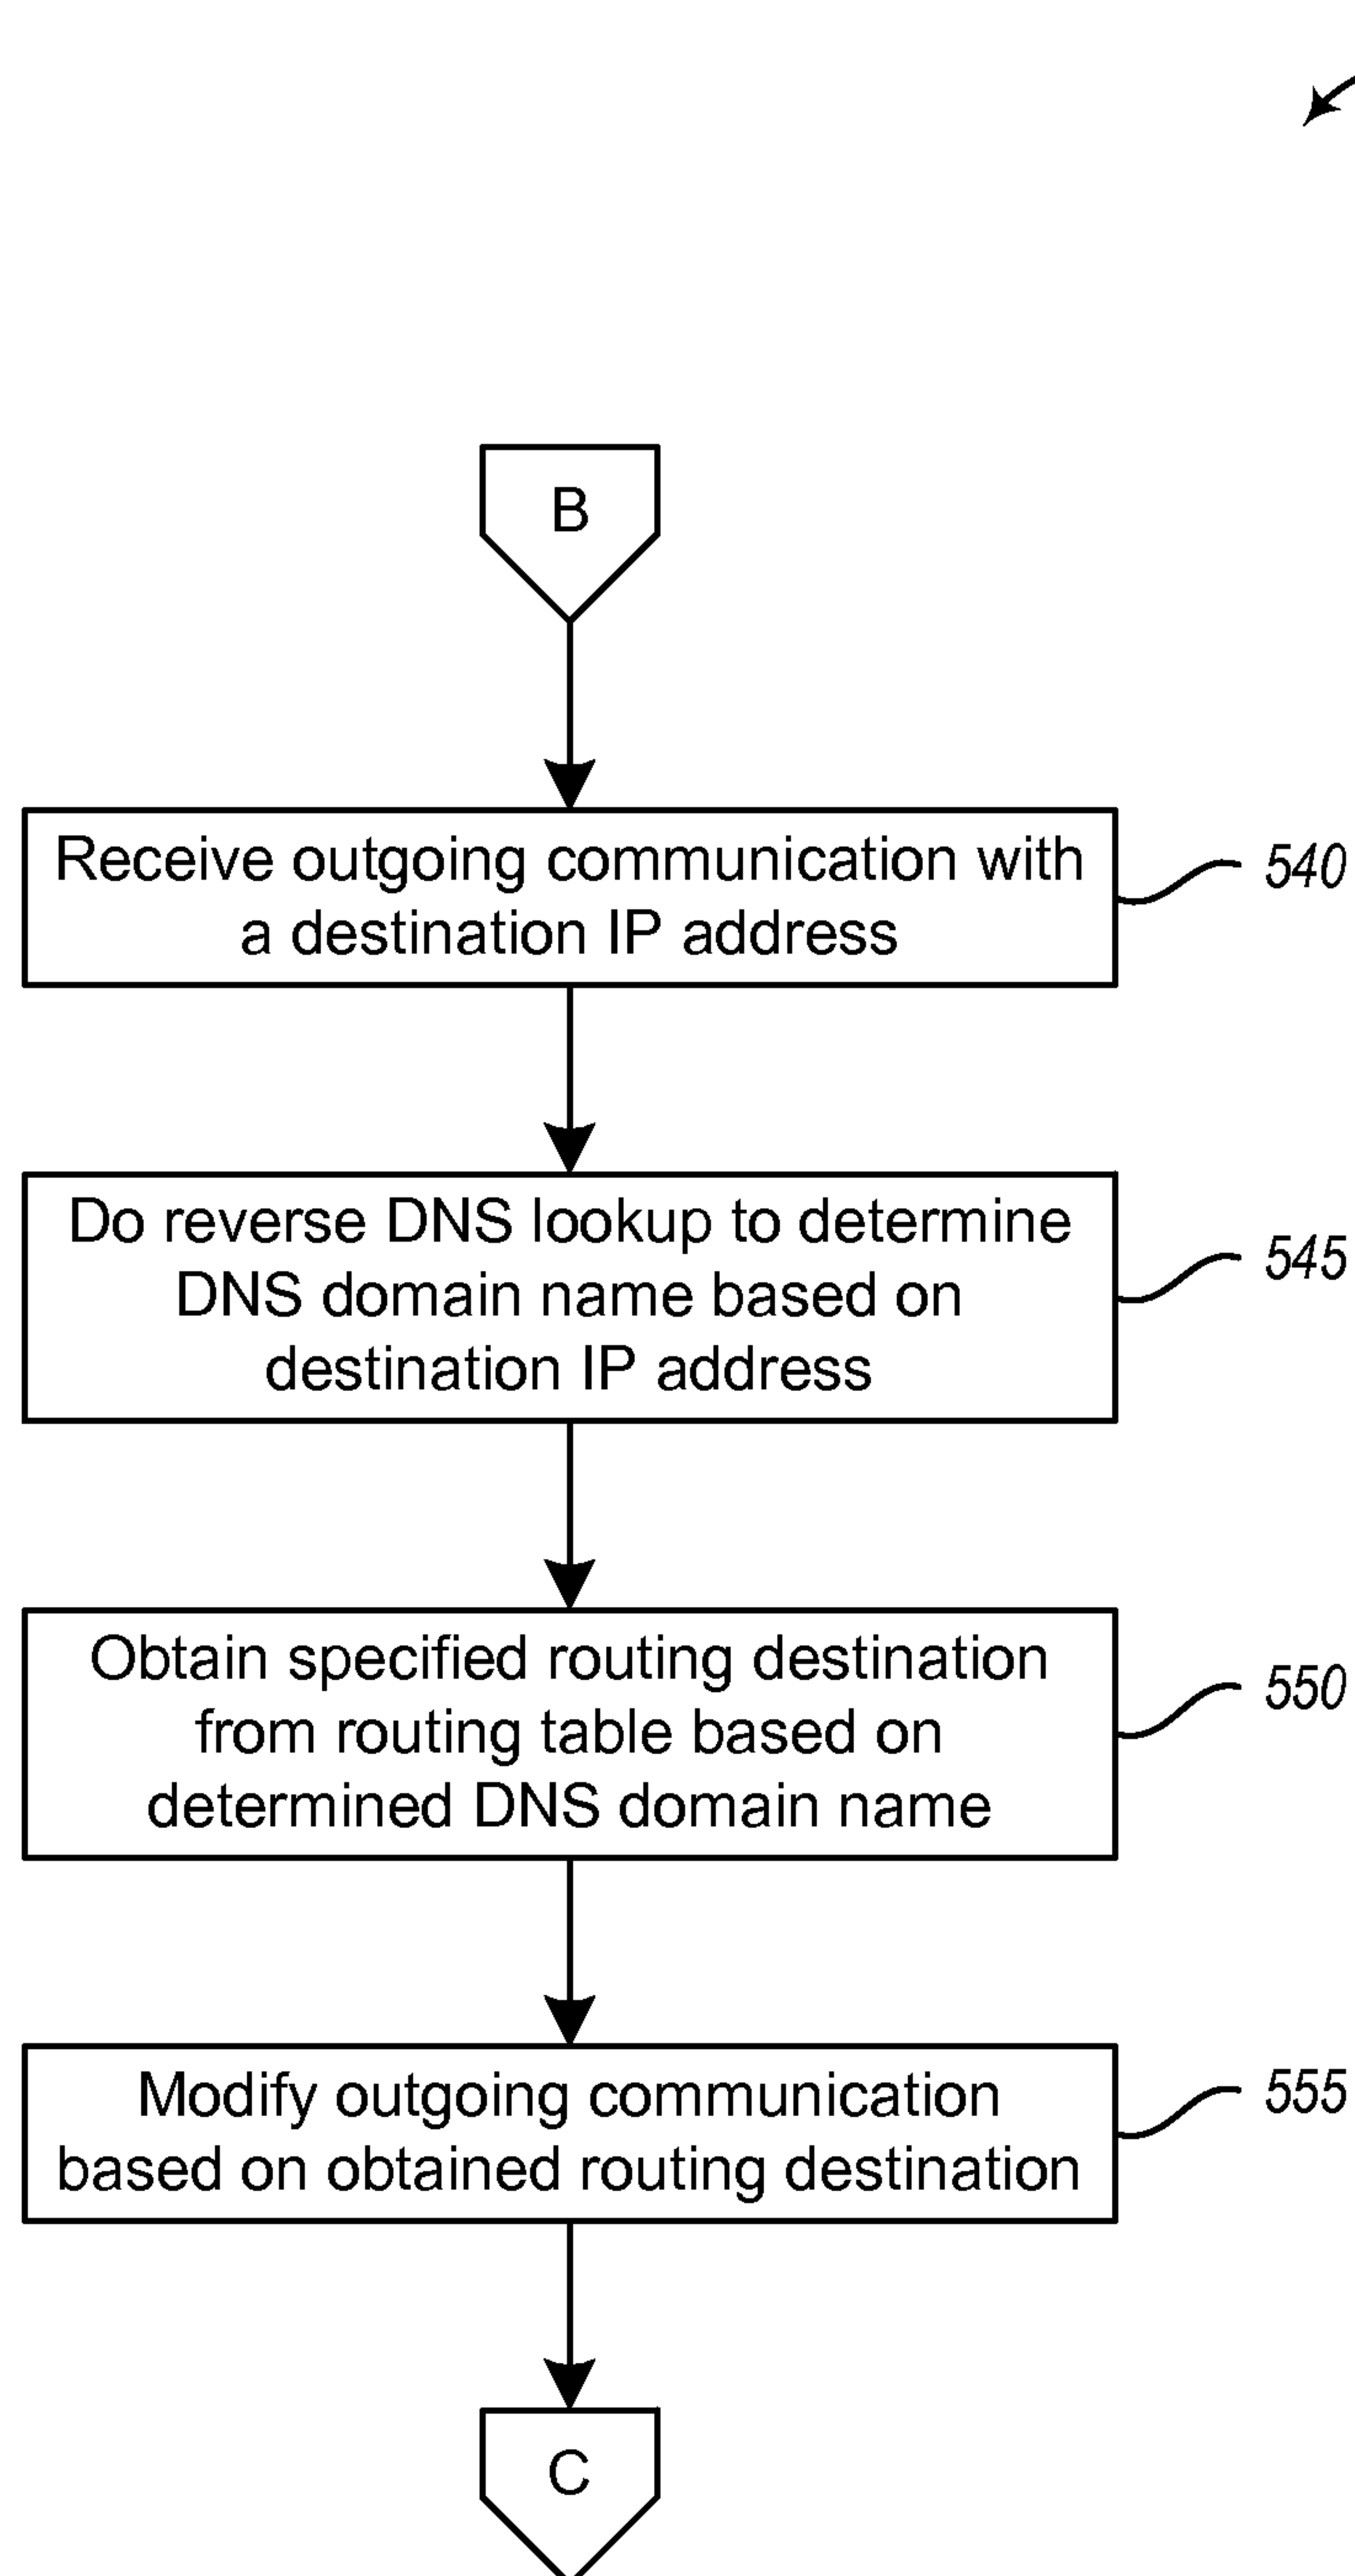 B
Receive outgoing communication with
a destination IP address
540
Do reverse DNS lookup to determine
DNS domain name based on
destination IP address
545
Obtain specified routing destination
from routing table based on
determined DNS domain name
550
Modify outgoing communication
based on obtained routing destination
555
C